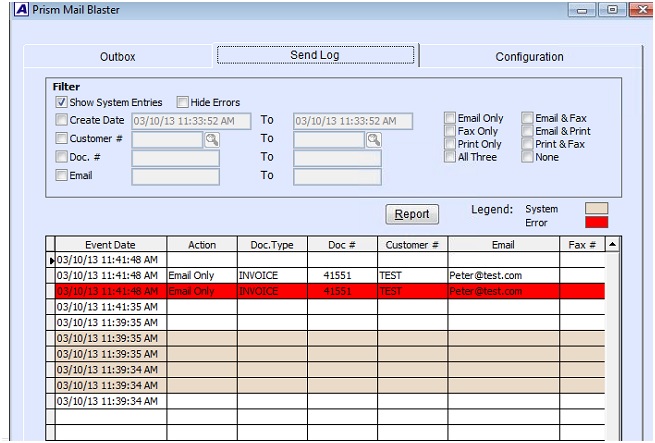 A Prism Mail Blaster
Outbox Send Log Configuration
Filter
Show System Entries Hide Errors
Create Date 03/10/13 11:33:52 AM To 03/10/13 11:33:52 AM Email Only Email & Fax
Customer # To Fax Only Email & Print
Doc. # To Print Only Print & Fax
Email To All Three None
Report Legend: System
Error
Event Date Action Doc.Type Doc # Customer # Email Fax #
03/10/13 11:41:48 AM
03/10/13 11:41:48 AM Email Only INVOICE 41551 TEST Peter@test.com
03/10/13 11:41:48 AM Email Only INVOICE 41551 TEST Peter@test.com
03/10/13 11:41:35 AM
03/10/13 11:39:35 AM
03/10/13 11:39:35 AM
03/10/13 11:39:35 AM
03/10/13 11:39:34 AM
03/10/13 11:39:34 AM
03/10/13 11:39:34 AM